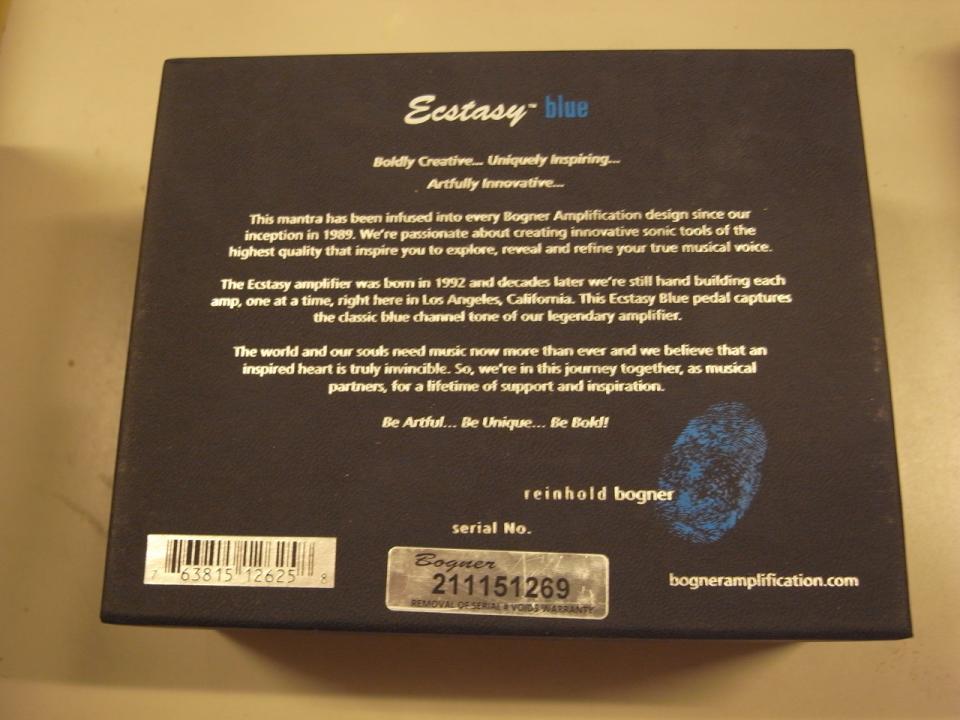 Ecstasy™ blue
Boldly Creative... Uniquely Inspiring...
Artfully Innovative...
This mantra has been infused into every Bogner Amplification design since our
inception in 1989. We're passionate about creating innovative sonic tools of the
highest quality that inspire you to explore, reveal and refine your true musical voice.
The Ecstasy amplifier was born in 1992 and decades later we're still hand building each
amp, one at a time, right here in Los Angeles, California. This Ecstasy Blue pedal captures
the classic blue channel tone of our legendary amplifier.
The world and our souls need music now more than ever and we believe that an
inspired heart is truly invincible. So, we're in this journey together, as musical
partners, for a lifetime of support and inspiration.
Be Artful... Be Unique... Be Bold!
reinhold bogner
serial No.
7 63815 12625 8
Bogner
211151269
REMOVAL OF SERIAL # VOIDS WARRANTY
bogneramplification.com